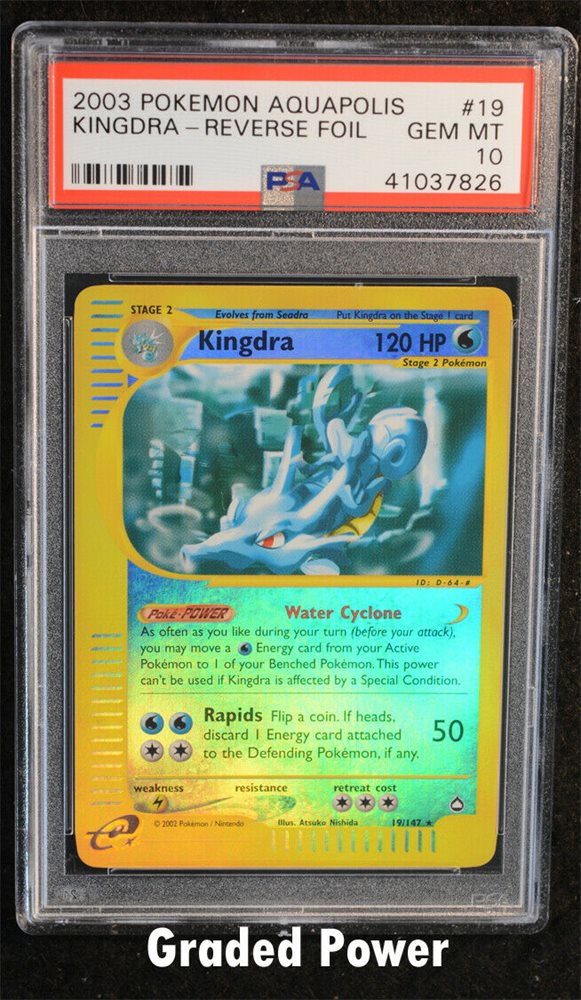 2003 POKEMON AQUAPOLIS #19
KINGDRA – REVERSE FOIL GEM MT
10
PSA 41037826
STAGE 2 Evolves from Seadra Put Kingdra on the Stage 1 card
Kingdra 120 HP
Stage 2 Pokémon
ID: D-64-#
Poké-POWER Water Cyclone
As often as you like during your turn (before your attack),
you may move a Energy card from your Active
Pokémon to 1 of your Benched Pokémon. This power
can't be used if Kingdra is affected by a Special Condition.
Rapids Flip a coin. If heads,
discard 1 Energy card attached 50
to the Defending Pokémon, if any.
weakness resistance retreat cost
e
© 2002 Pokémon / Nintendo Illus. Atsuko Nishida 19/147 ★
PSA
Graded Power